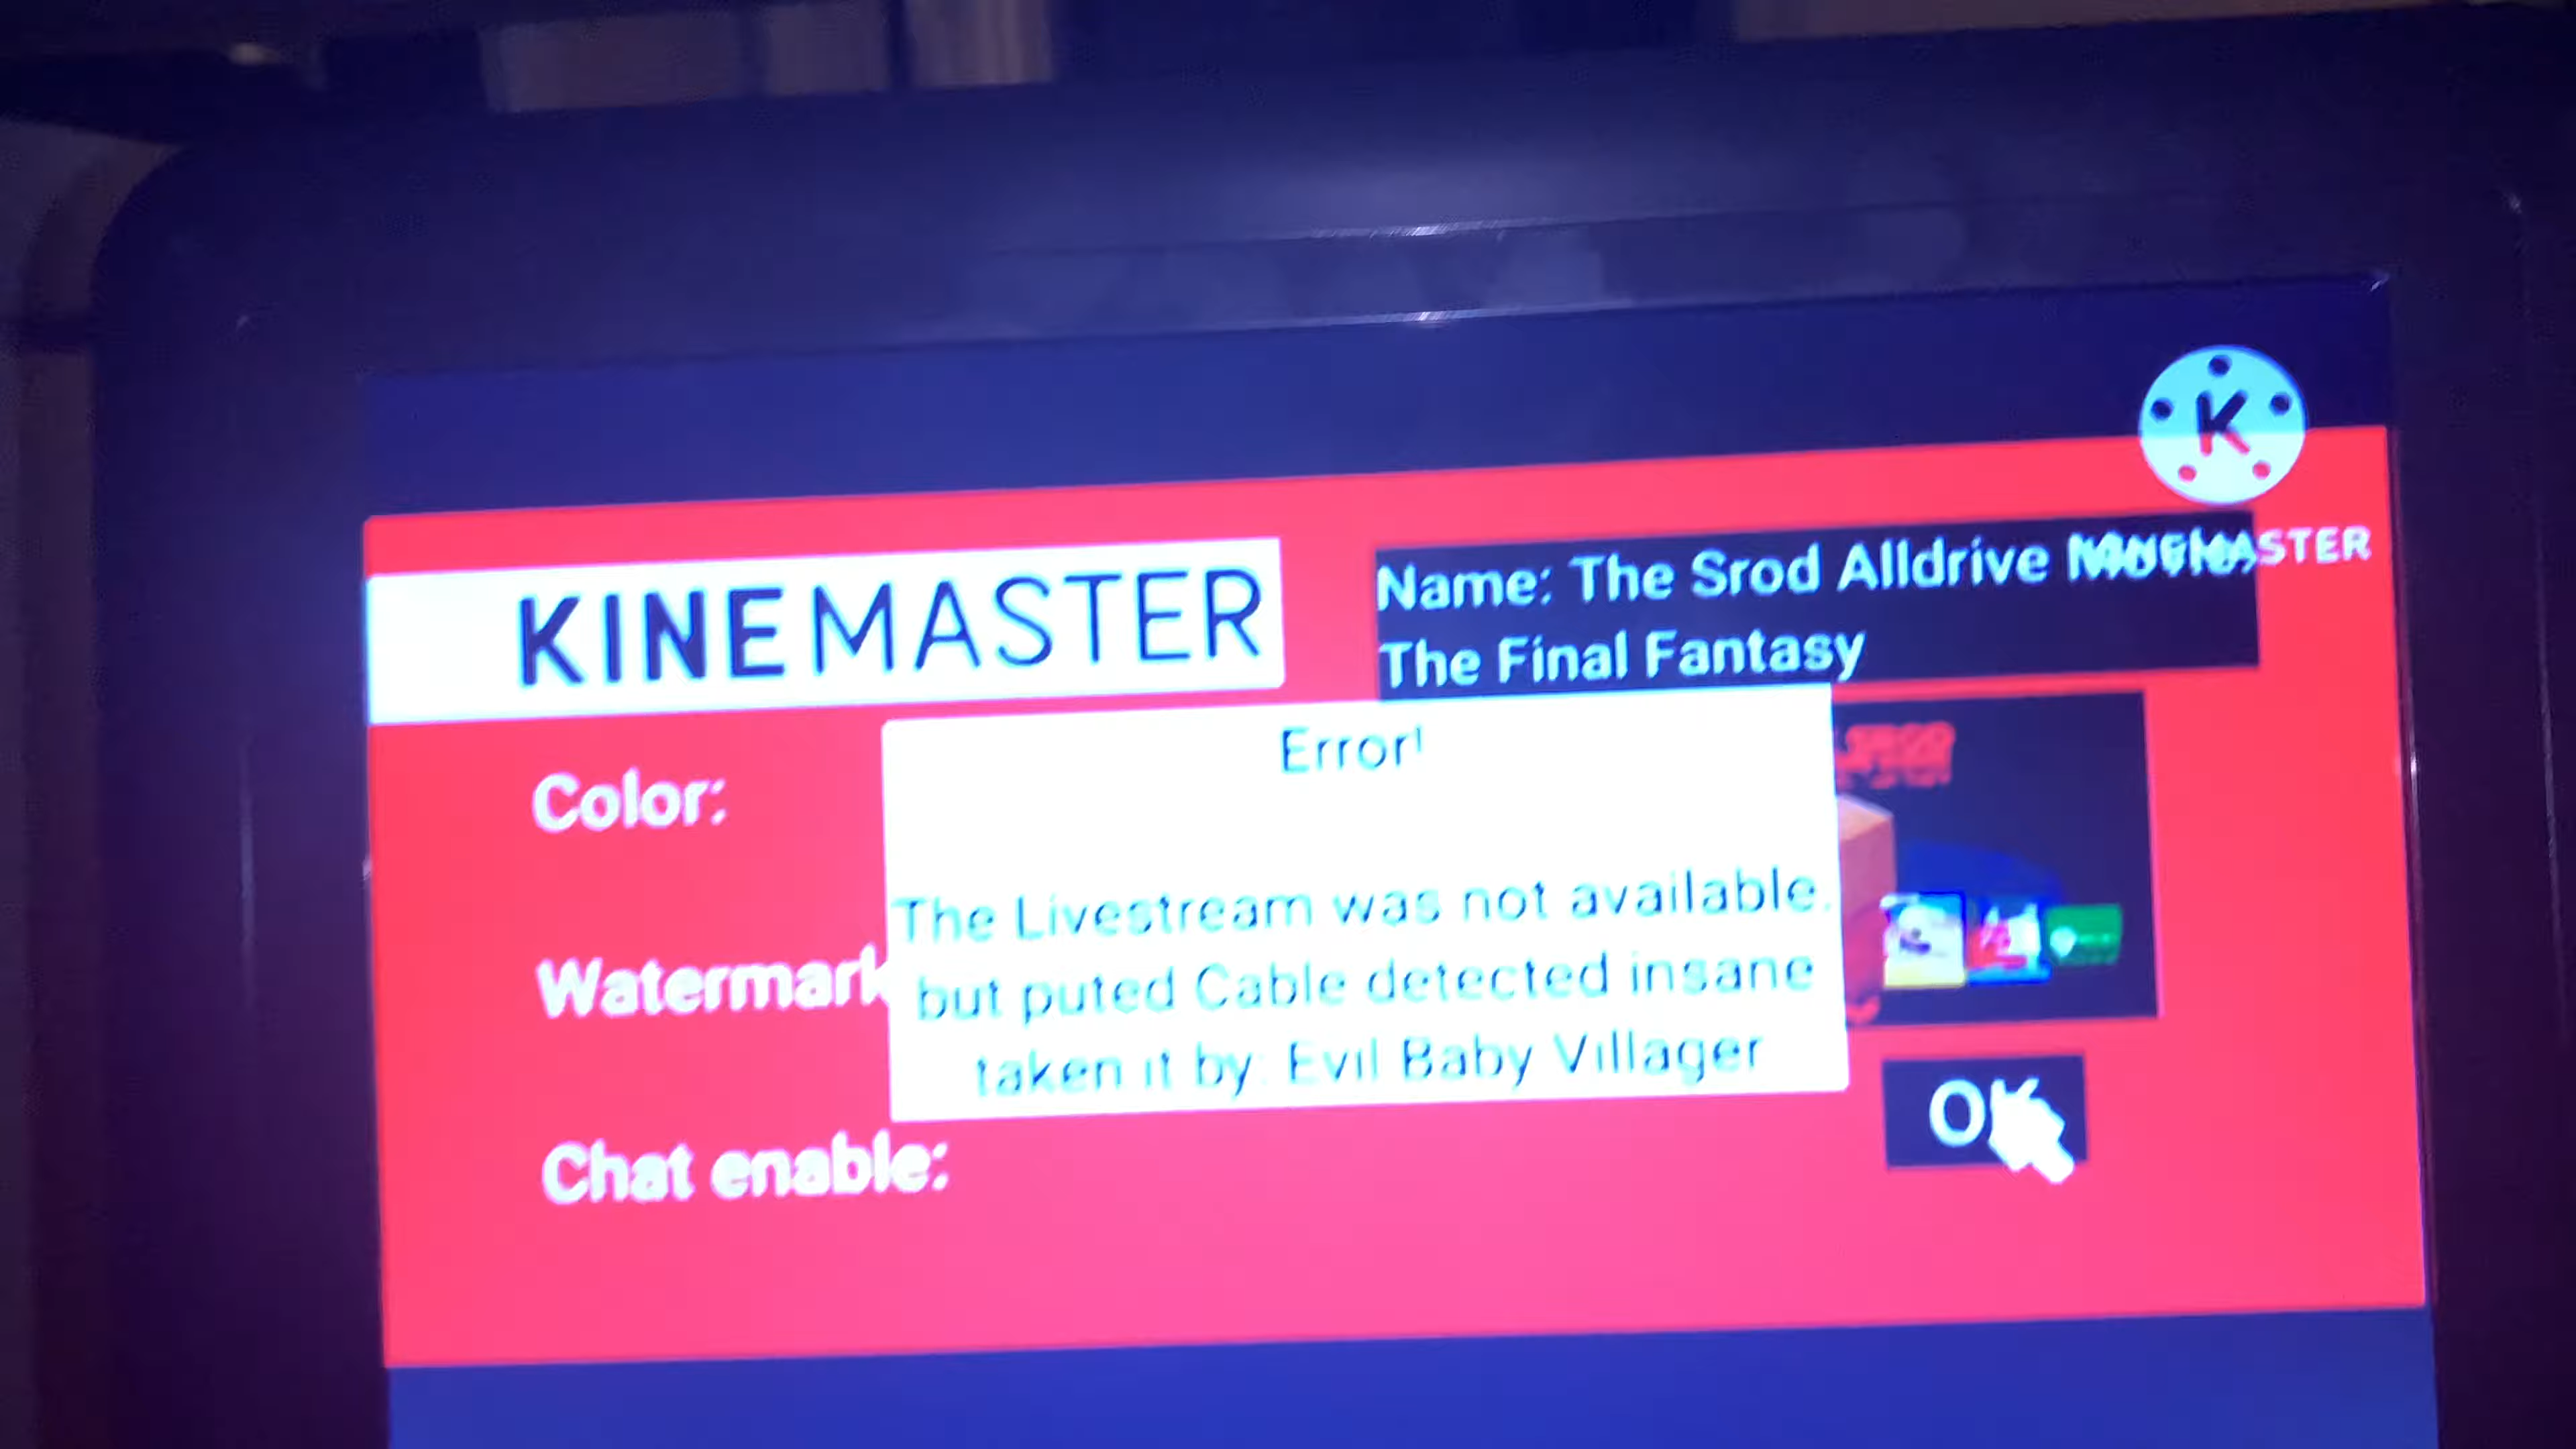 K
KINEMASTER
Name: The Srod Alldrive
KINEMASTER
The Final Fantasy
Error!
Color:
The Livestream was not available.
Watermark
but puted Cable detected insane
taken it by: Evil Baby Villager
OK
Chat enable: